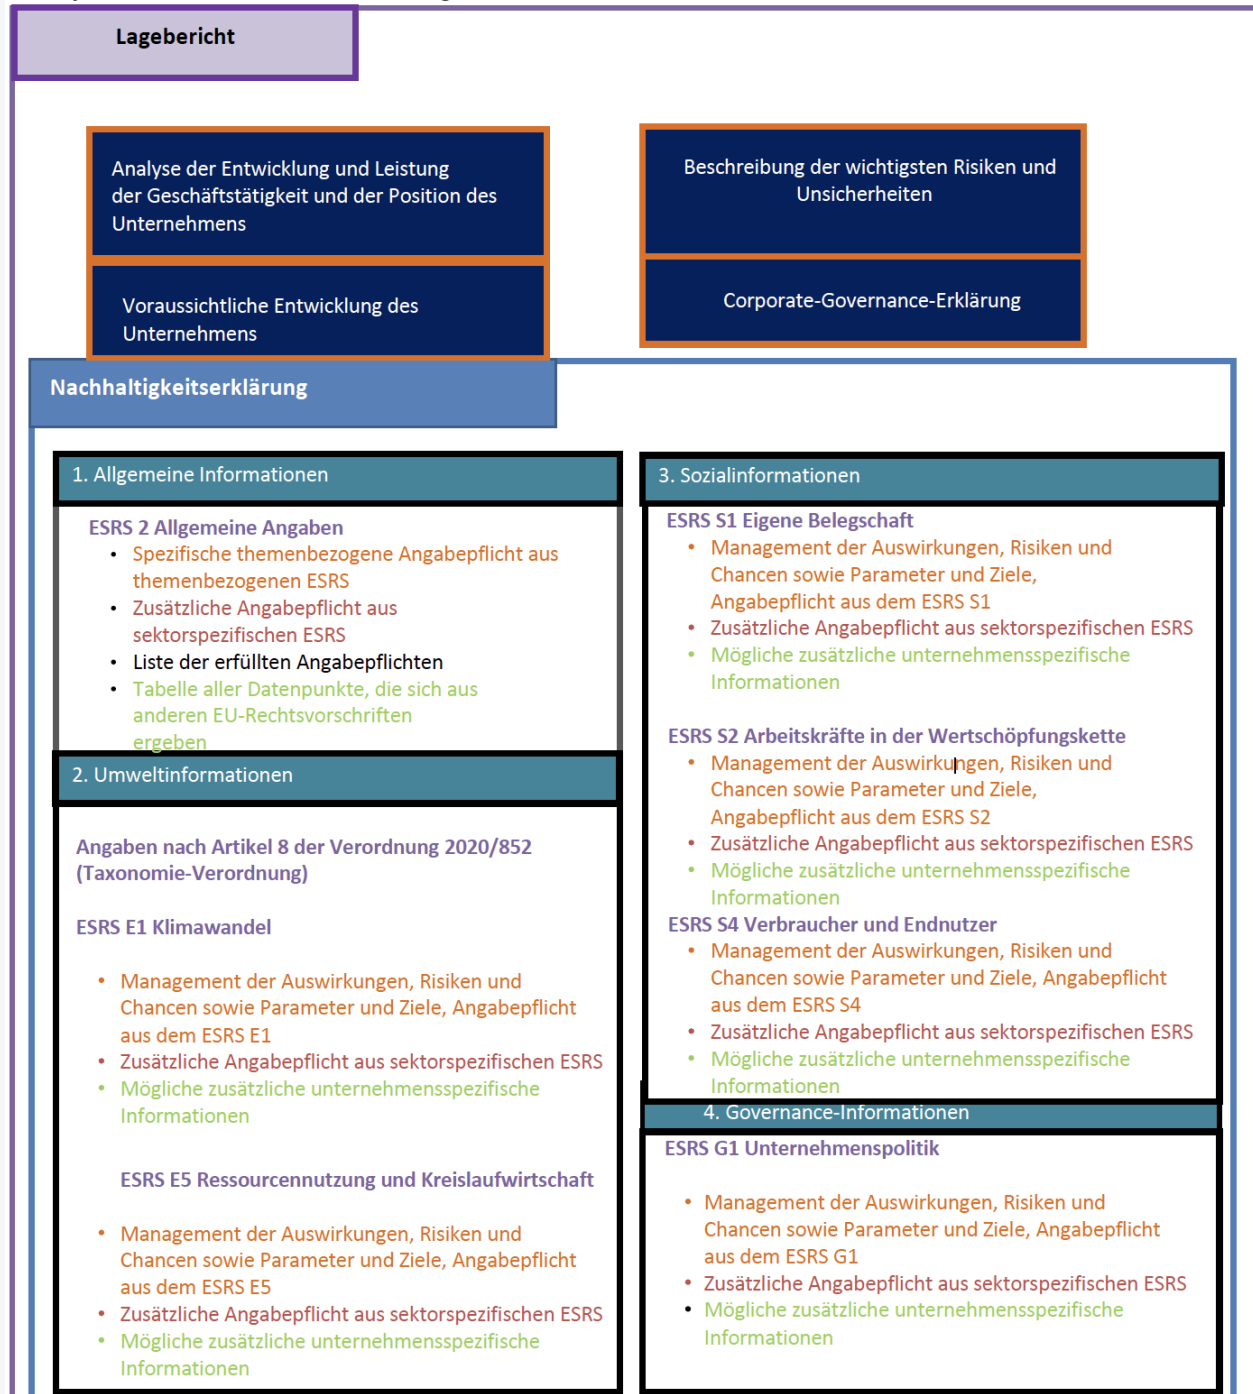 Lagebericht
Analyse der Entwicklung und Leistung
der Geschäftstätigkeit und der Position des
Unternehmens
Voraussichtliche Entwicklung des
Unternehmens
Beschreibung der wichtigsten Risiken und
Unsicherheiten
Corporate-Governance-Erklärung
Nachhaltigkeitserklärung
1. Allgemeine Informationen
ESRS 2 Allgemeine Angaben
• Spezifische themenbezogene Angabepflicht aus
themenbezogenen ESRS
• Zusätzliche Angabepflicht aus
sektorspezifischen ESRS
• Liste der erfüllten Angabepflichten
• Tabelle aller Datenpunkte, die sich aus
anderen EU-Rechtsvorschriften
ergeben
2. Umweltinformationen
Angaben nach Artikel 8 der Verordnung 2020/852
(Taxonomie-Verordnung)
ESRS E1 Klimawandel
• Management der Auswirkungen, Risiken und
Chancen sowie Parameter und Ziele, Angabepflicht
aus dem ESRS E1
• Zusätzliche Angabepflicht aus sektorspezifischen ESRS
• Mögliche zusätzliche unternehmensspezifische
Informationen
ESRS E5 Ressourcennutzung und Kreislaufwirtschaft
• Management der Auswirkungen, Risiken und
Chancen sowie Parameter und Ziele, Angabepflicht
aus dem ESRS E5
• Zusätzliche Angabepflicht aus sektorspezifischen ESRS
• Mögliche zusätzliche unternehmensspezifische
Informationen
3. Sozialinformationen
ESRS S1 Eigene Belegschaft
• Management der Auswirkungen, Risiken und
Chancen sowie Parameter und Ziele,
Angabepflicht aus dem ESRS S1
• Zusätzliche Angabepflicht aus sektorspezifischen ESRS
• Mögliche zusätzliche unternehmensspezifische
Informationen
ESRS S2 Arbeitskräfte in der Wertschöpfungskette
• Management der Auswirkungen, Risiken und
Chancen sowie Parameter und Ziele,
Angabepflicht aus dem ESRS S2
• Zusätzliche Angabepflicht aus sektorspezifischen ESRS
• Mögliche zusätzliche unternehmensspezifische
Informationen
ESRS S4 Verbraucher und Endnutzer
• Management der Auswirkungen, Risiken und
Chancen sowie Parameter und Ziele, Angabepflicht
aus dem ESRS S4
• Zusätzliche Angabepflicht aus sektorspezifischen ESRS
• Mögliche zusätzliche unternehmensspezifische
Informationen
4. Governance-Informationen
ESRS G1 Unternehmenspolitik
• Management der Auswirkungen, Risiken und
Chancen sowie Parameter und Ziele, Angabepflicht
aus dem ESRS G1
• Zusätzliche Angabepflicht aus sektorspezifischen ESRS
• Mögliche zusätzliche unternehmensspezifische
Informationen